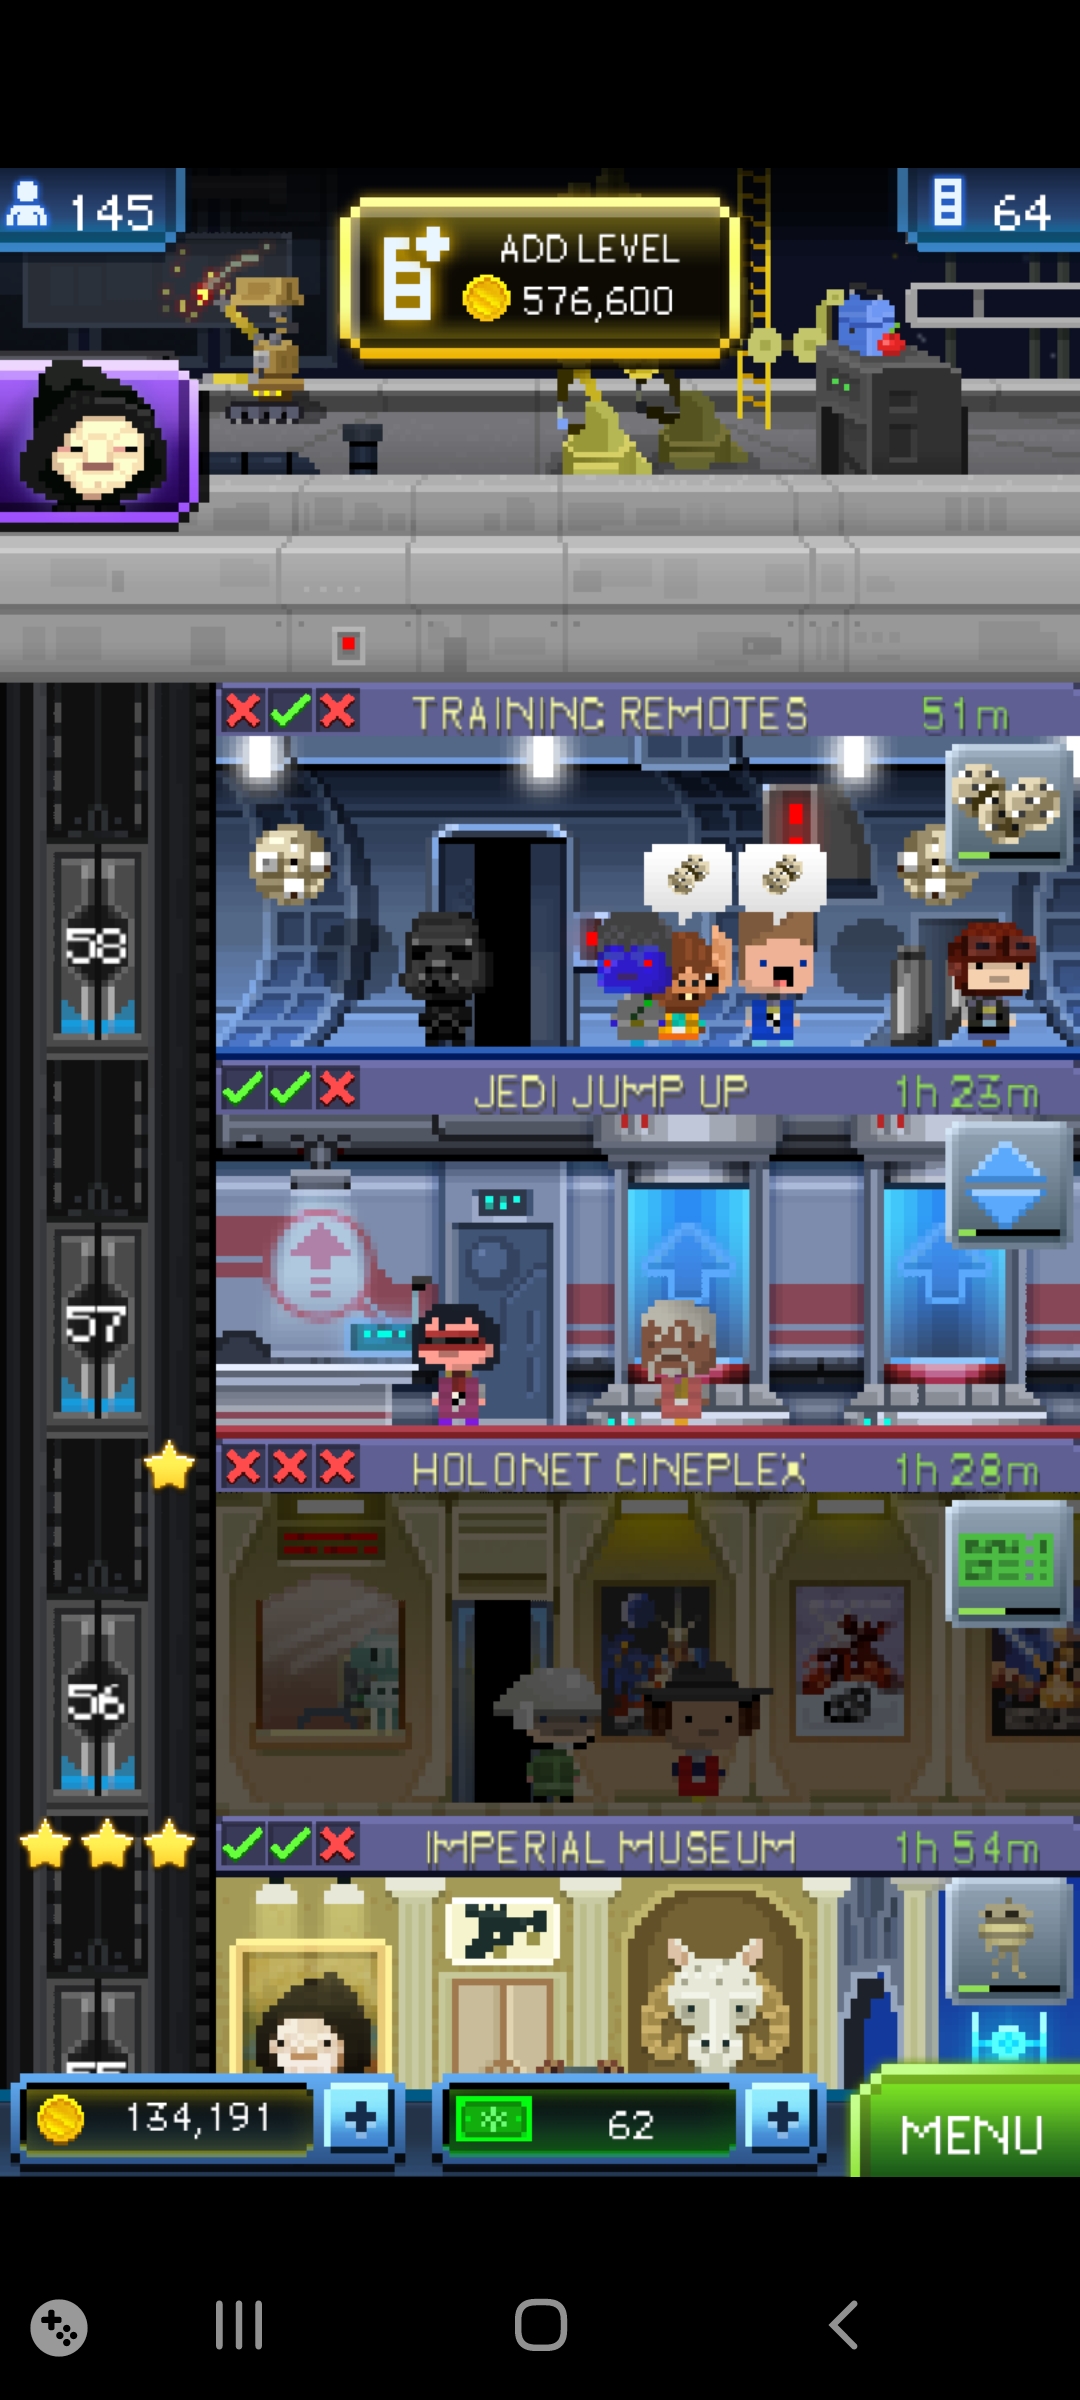 145
ADD LEVEL
576,600
64
TRAINING REMOTES 51m
58
JEDI JUMP UP 1h 23m
57
HOLONET CINEPLEX 1h 28m
56
IMPERIAL MUSEUM 1h 54m
55
134,191
62
MENU